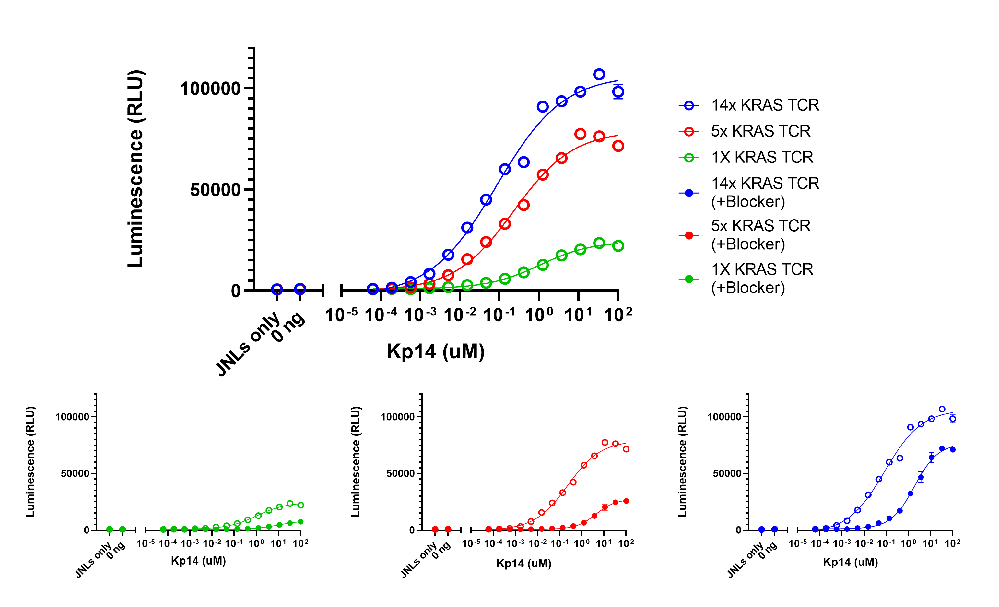 Luminescence (RLU)
100000
50000
0
JNLs only
0 ng
10-5
10-4
10-3
10-2
10-1
100
101
102
Kp14 (uM)
14x KRAS TCR
5x KRAS TCR
1X KRAS TCR
14x KRAS TCR
(+Blocker)
5x KRAS TCR
(+Blocker)
1X KRAS TCR
(+Blocker)
Luminescence (RLU)
100000
50000
0
JNLs only
0 ng
10-5
10-4
10-3
10-2
10-1
100
101
102
Kp14 (uM)
Luminescence (RLU)
100000
50000
0
JNLs only
0 ng
10-5
10-4
10-3
10-2
10-1
100
101
102
Kp14 (uM)
Luminescence (RLU)
100000
50000
0
JNLs only
0 ng
10-5
10-4
10-3
10-2
10-1
100
101
102
Kp14 (uM)